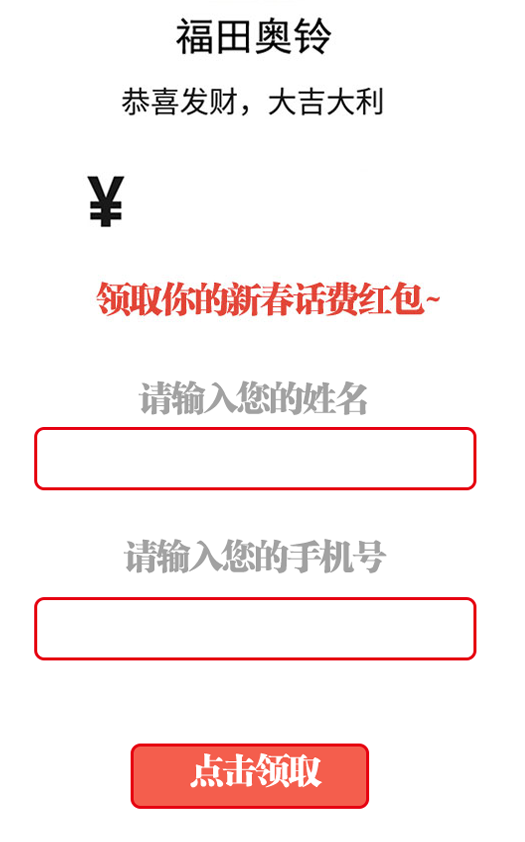 福田奥铃
恭喜发财，大吉大利
¥
领取你的新春话费红包~
请输入您的姓名
请输入您的手机号
点击领取